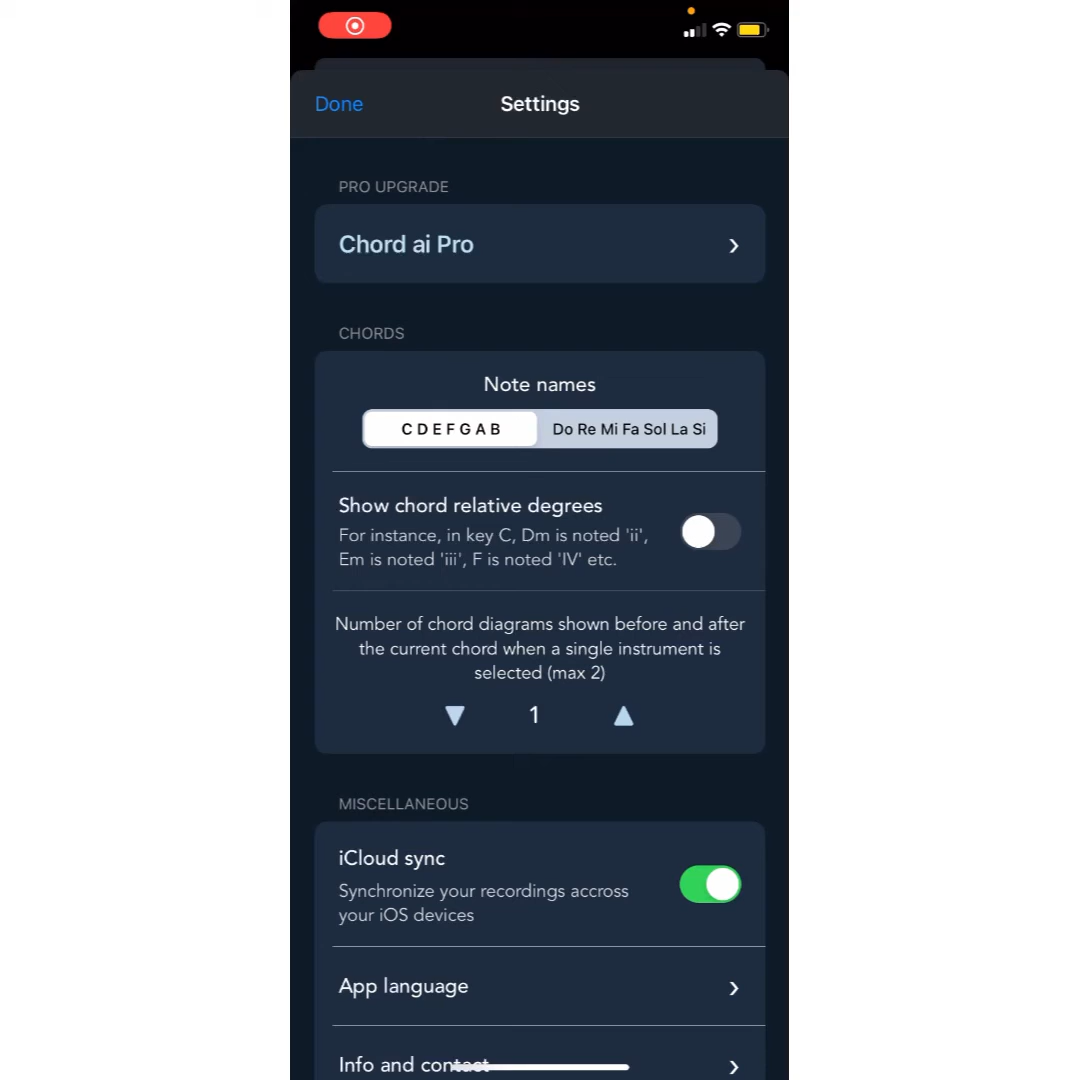 Done
Settings
PRO UPGRADE
Chord ai Pro
CHORDS
Note names
C D E F G A B
Do Re Mi Fa Sol La Si
Show chord relative degrees
For instance, in key C, Dm is noted 'ii',
Em is noted 'iii', F is noted 'IV' etc.
Number of chord diagrams shown before and after
the current chord when a single instrument is
selected (max 2)
1
MISCELLANEOUS
iCloud sync
Synchronize your recordings accross
your iOS devices
App language
Info and contact